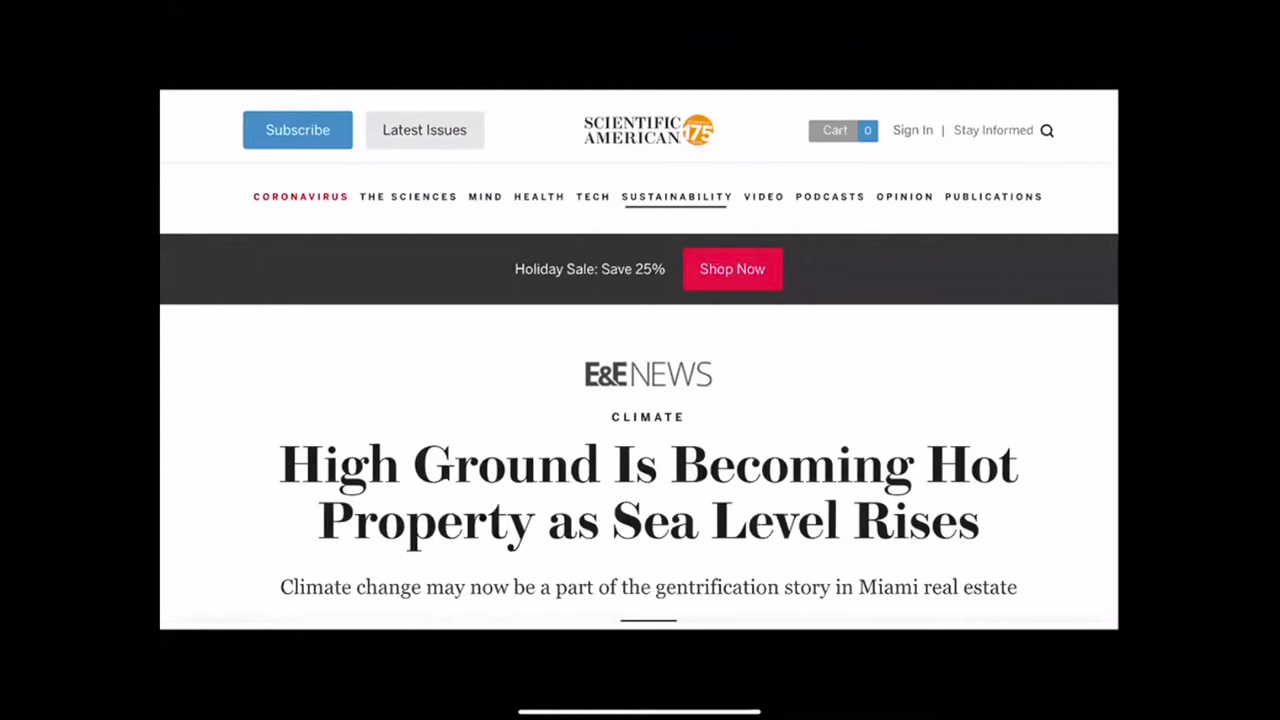 Subscribe
Latest Issues
SCIENTIFIC
AMERICAN
175
Cart 0
Sign In | Stay Informed
CORONAVIRUS THE SCIENCES MIND HEALTH TECH SUSTAINABILITY VIDEO PODCASTS OPINION PUBLICATIONS
Holiday Sale: Save 25%
Shop Now
E&E NEWS
CLIMATE
High Ground Is Becoming Hot
Property as Sea Level Rises
Climate change may now be a part of the gentrification story in Miami real estate